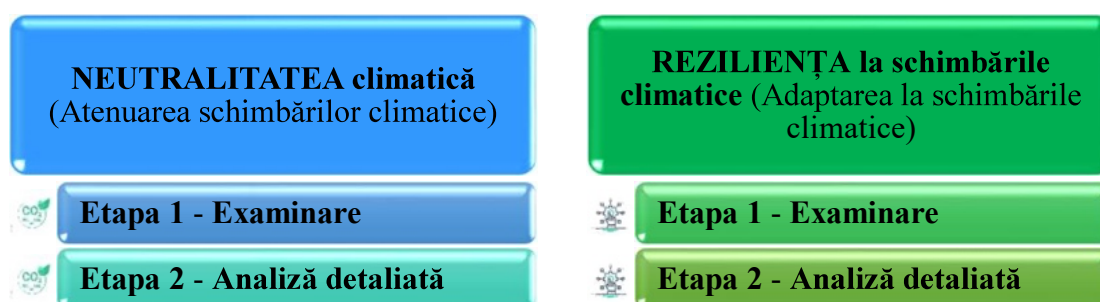 NEUTRALITATEA climatică
(Atenuarea schimbărilor climatice)
Etapa 1 - Examinare
Etapa 2 - Analiză detaliată
REZILIENȚA la schimbările
climatice (Adaptarea la schimbările
climatice)
Etapa 1 - Examinare
Etapa 2 - Analiză detaliată